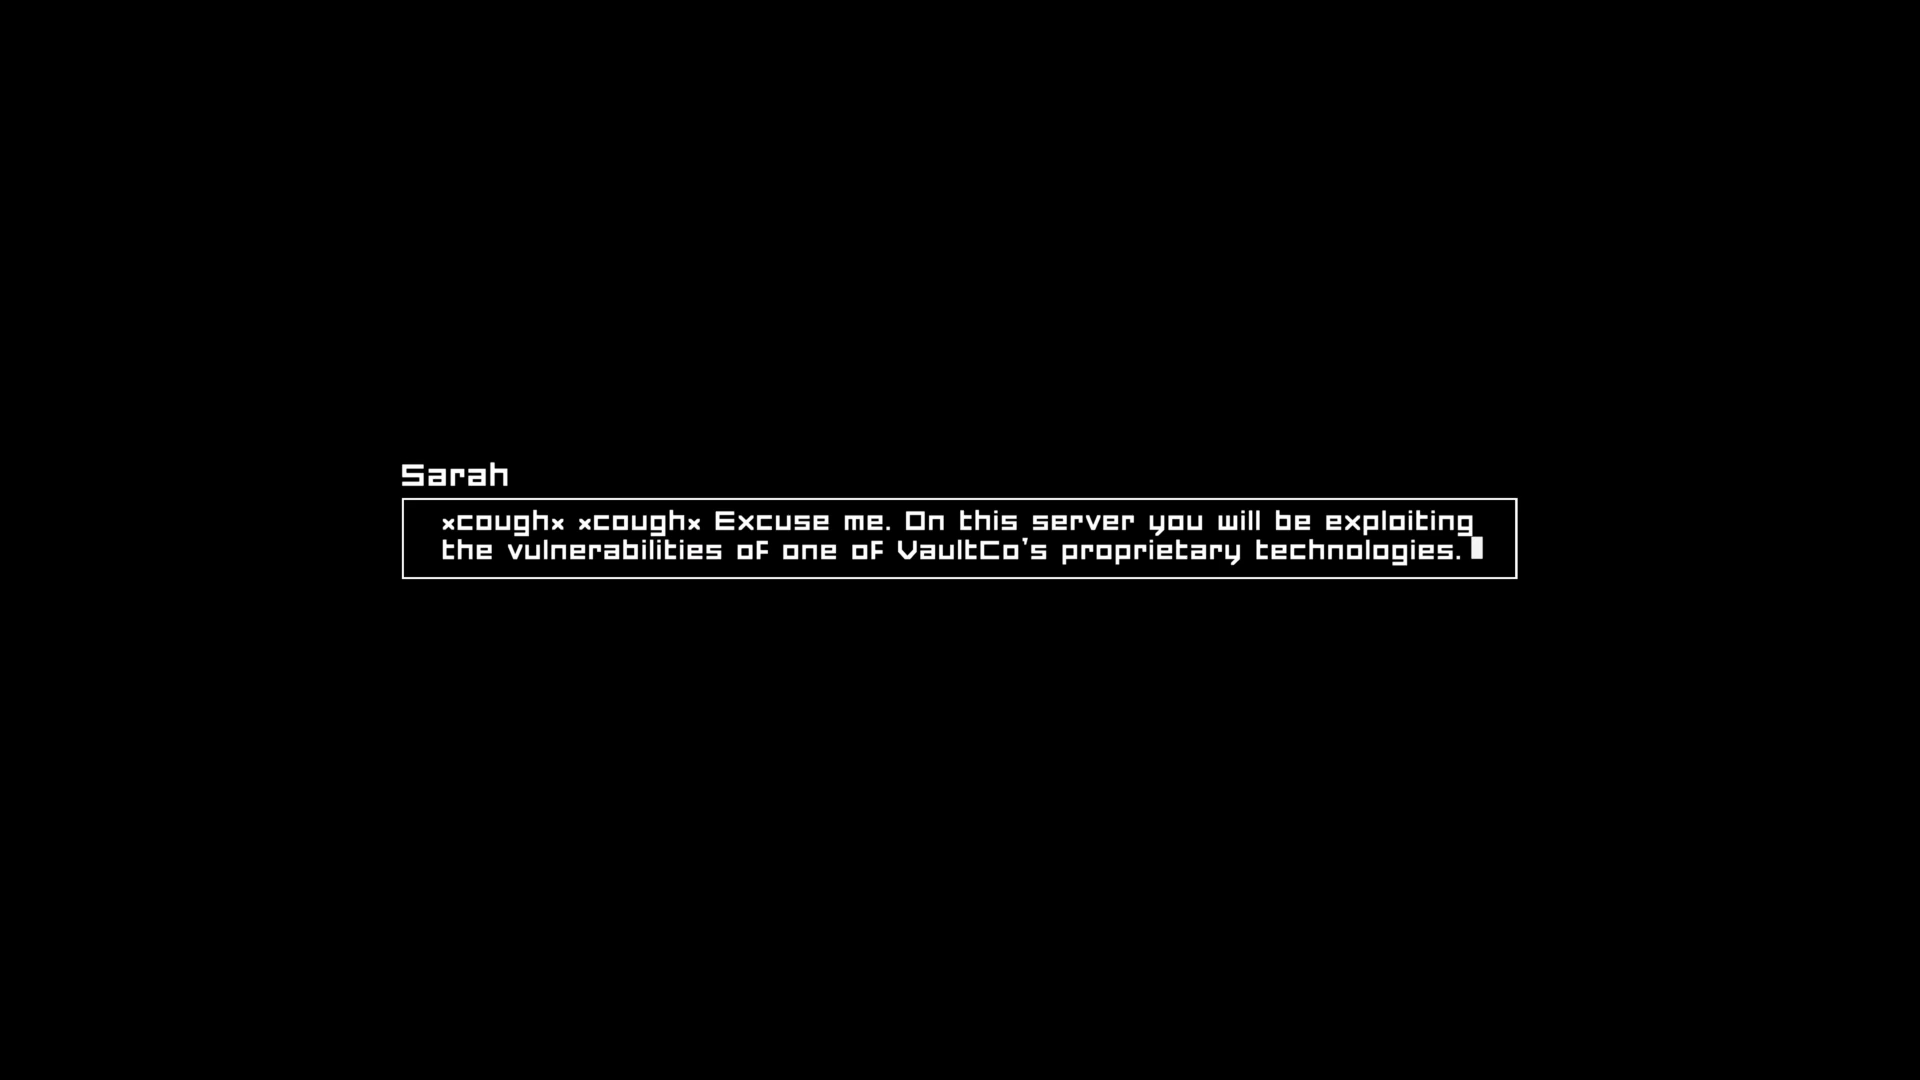 Sarah
×cough× ×cough× Excuse me. On this server you will be exploiting
the vulnerabilities of one of VaultCo's proprietary technologies.